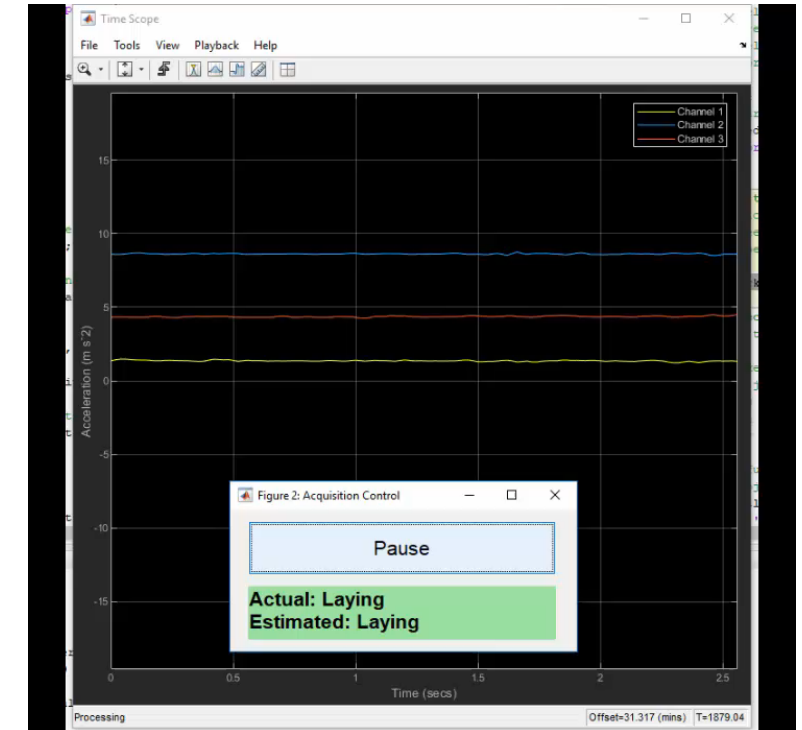 Time Scope
File Tools View Playback Help
Channel 1
Channel 2
Channel 3
15
10
5
0
-5
-10
-15
Acceleration (m s^2)
0 0.5 1 1.5 2 2.5
Time (secs)
Figure 2: Acquisition Control
Pause
Actual: Laying
Estimated: Laying
Processing
Offset=31.317 (mins) T=1879.04